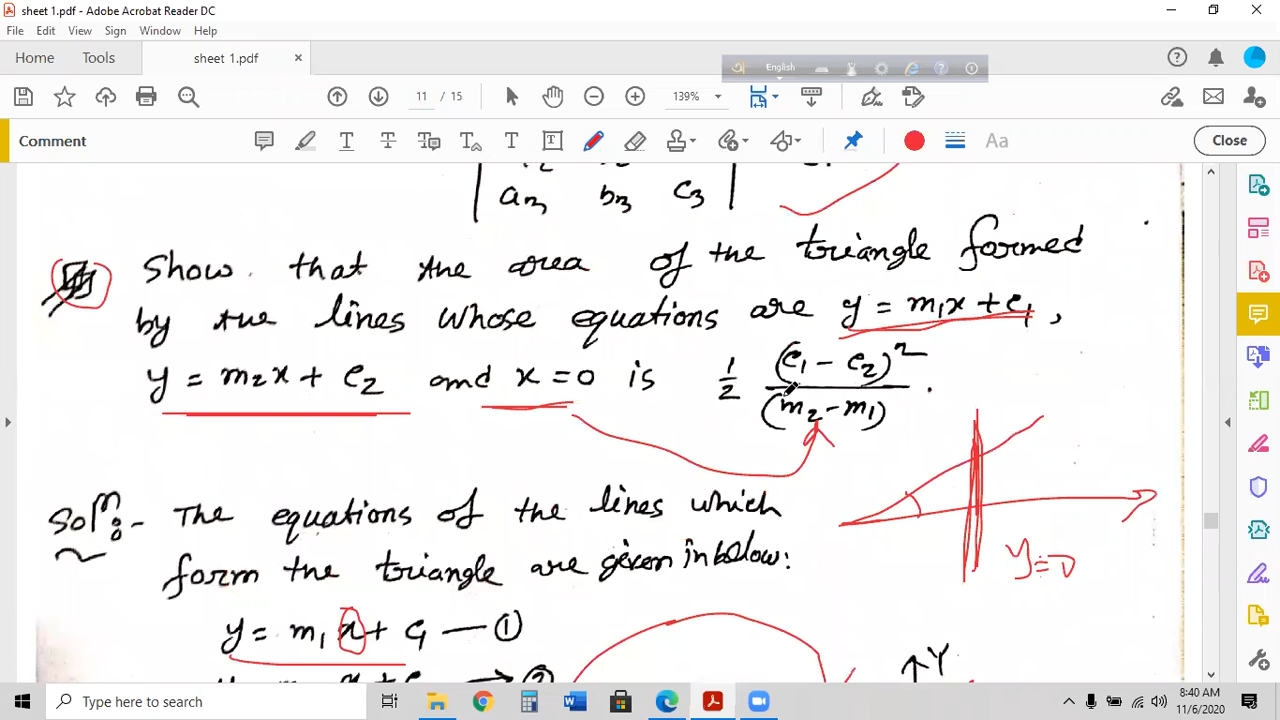 sheet 1.pdf - Adobe Acrobat Reader DC
File Edit View Sign Window Help
Home Tools sheet 1.pdf
English
11 / 15 139%
Comment Aa Close
a3 b3 c3
Show that the area of the triangle formed
by the lines whose equations are y = m₁x + c₁,
y = m₂x + c₂ and x = 0 is ½ (c₁ - c₂)² / (m₂ - m₁).
Solⁿ:- The equations of the lines which
form the triangle are given in bellow:
y = 0
y = m₁ x + c₁ — ①
Y
Type here to search
8:40 AM
11/6/2020